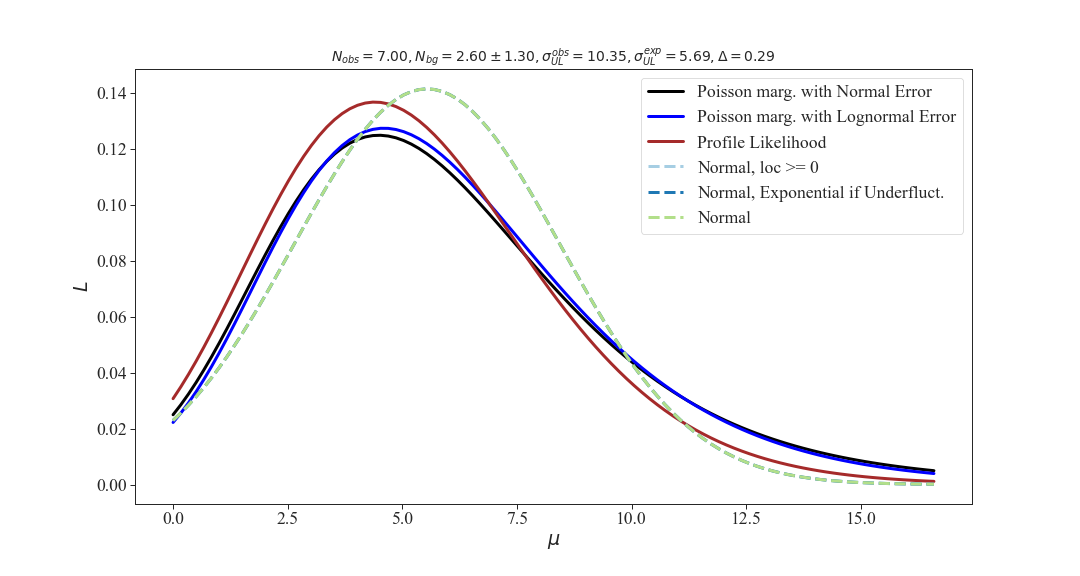 N_obs = 7.00, N_bg = 2.60 ± 1.30, σ_UL^obs = 10.35, σ_UL^exp = 5.69, Δ = 0.29
Poisson marg. with Normal Error
Poisson marg. with Lognormal Error
Profile Likelihood
Normal, loc >= 0
Normal, Exponential if Underfluct.
Normal
0.14
0.12
0.10
0.08
0.06
0.04
0.02
0.00
L
0.0 2.5 5.0 7.5 10.0 12.5 15.0
μ